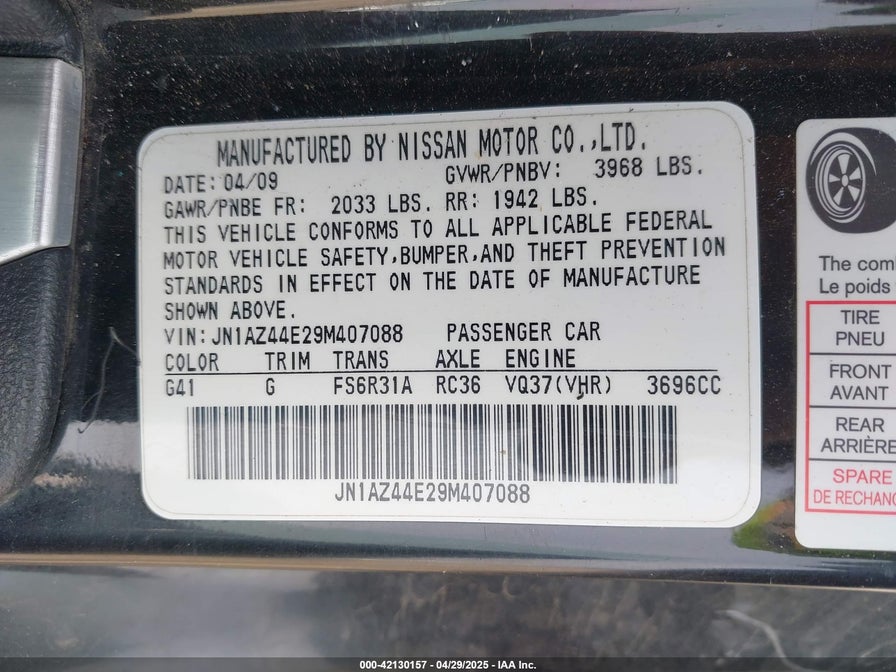 MANUFACTURED BY NISSAN MOTOR CO.,LTD.
DATE: 04/09 GVWR/PNBV: 3968 LBS.
GAWR/PNBE FR: 2033 LBS. RR: 1942 LBS.
THIS VEHICLE CONFORMS TO ALL APPLICABLE FEDERAL
MOTOR VEHICLE SAFETY,BUMPER,AND THEFT PREVENTION
STANDARDS IN EFFECT ON THE DATE OF MANUFACTURE
SHOWN ABOVE.
VIN:JN1AZ44E29M407088 PASSENGER CAR
COLOR TRIM TRANS AXLE ENGINE
G41 G FS6R31A RC36 VQ37(VHR) 3696CC
JN1AZ44E29M407088
The comb
Le poids
TIRE
PNEU
FRONT
AVANT
REAR
ARRIÈRE
SPARE
DE RECHANG
000-42130157 - 04/29/2025 - IAA Inc.